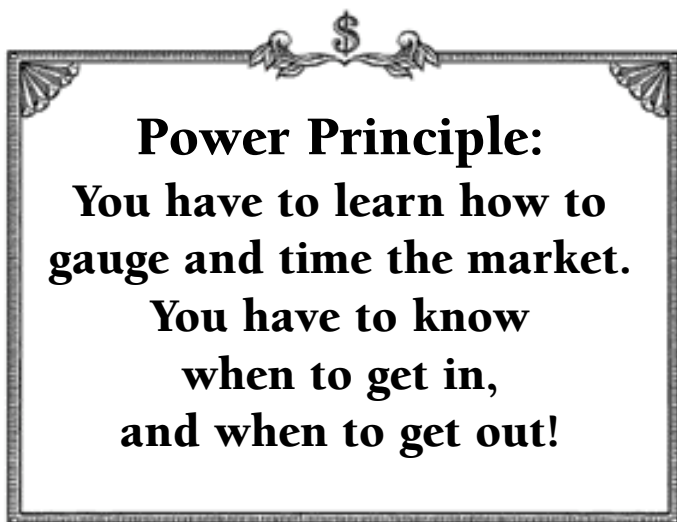 $
Power Principle:
You have to learn how to
gauge and time the market.
You have to know
when to get in,
and when to get out!